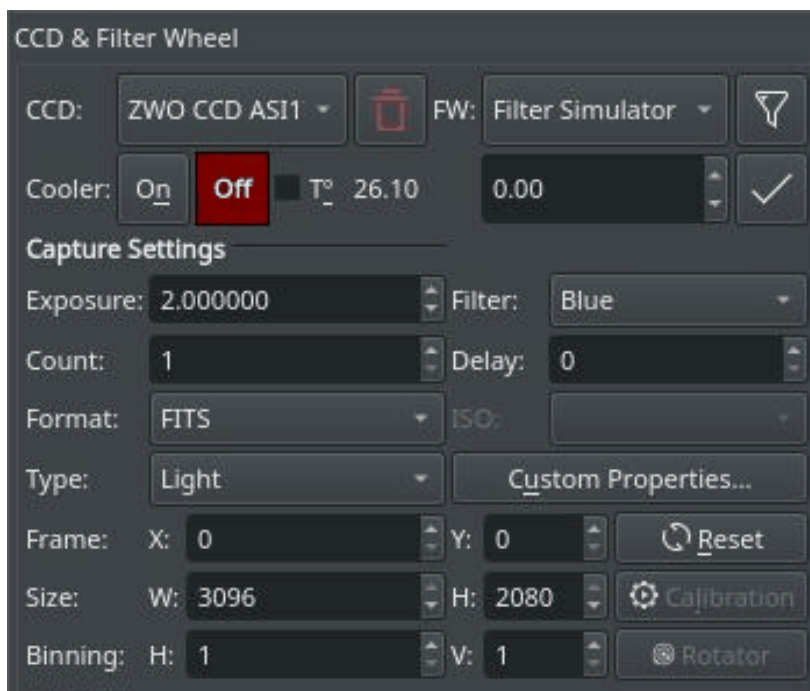 CCD & Filter Wheel
CCD: ZWO CCD ASI1 FW: Filter Simulator
Cooler: On Off Tº 26.10 0.00
Capture Settings
Exposure: 2.000000 Filter: Blue
Count: 1 Delay: 0
Format: FITS ISO:
Type: Light Custom Properties...
Frame: X: 0 Y: 0 Reset
Size: W: 3096 H: 2080 Calibration
Binning: H: 1 V: 1 Rotator